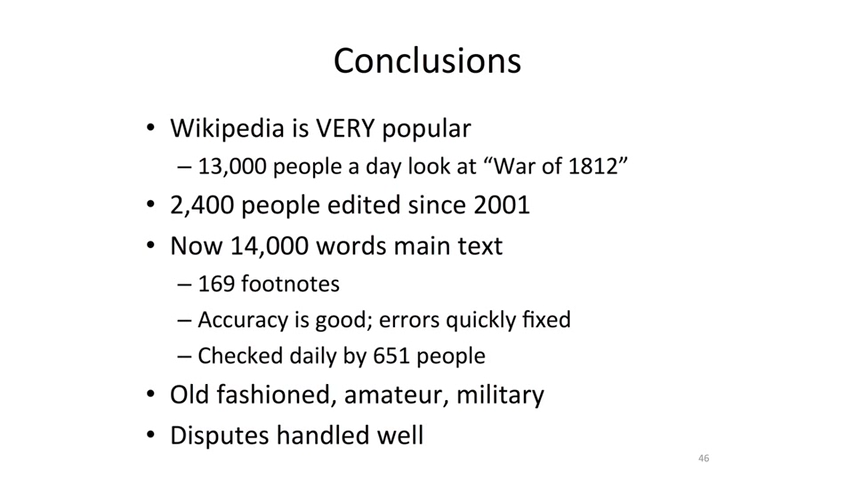 Conclusions
• Wikipedia is VERY popular
– 13,000 people a day look at “War of 1812”
• 2,400 people edited since 2001
• Now 14,000 words main text
– 169 footnotes
– Accuracy is good; errors quickly fixed
– Checked daily by 651 people
• Old fashioned, amateur, military
• Disputes handled well
46